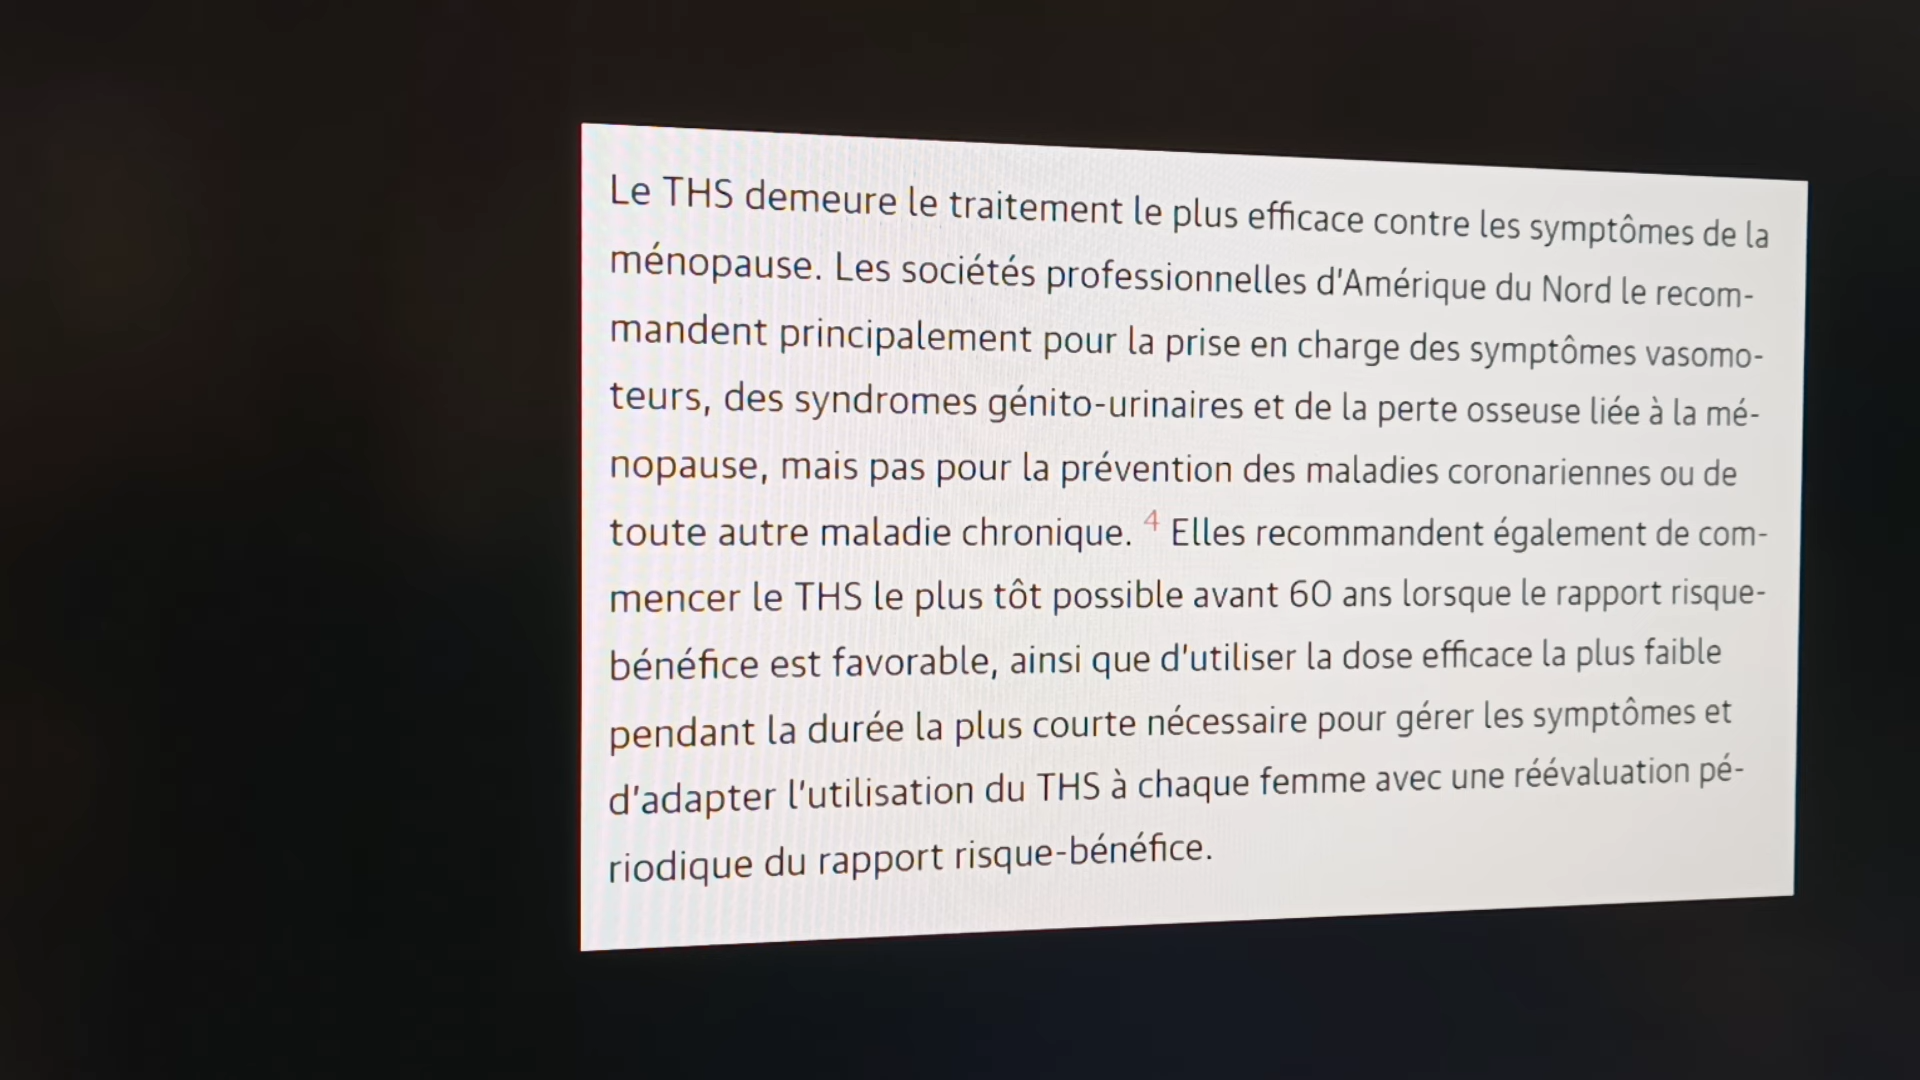 Le THS demeure le traitement le plus efficace contre les symptômes de la
ménopause. Les sociétés professionnelles d'Amérique du Nord le recom-
mandent principalement pour la prise en charge des symptômes vasomo-
teurs, des syndromes génito-urinaires et de la perte osseuse liée à la mé-
nopause, mais pas pour la prévention des maladies coronariennes ou de
toute autre maladie chronique. 4 Elles recommandent également de com-
mencer le THS le plus tôt possible avant 60 ans lorsque le rapport risque-
bénéfice est favorable, ainsi que d'utiliser la dose efficace la plus faible
pendant la durée la plus courte nécessaire pour gérer les symptômes et
d'adapter l'utilisation du THS à chaque femme avec une réévaluation pé-
riodique du rapport risque-bénéfice.